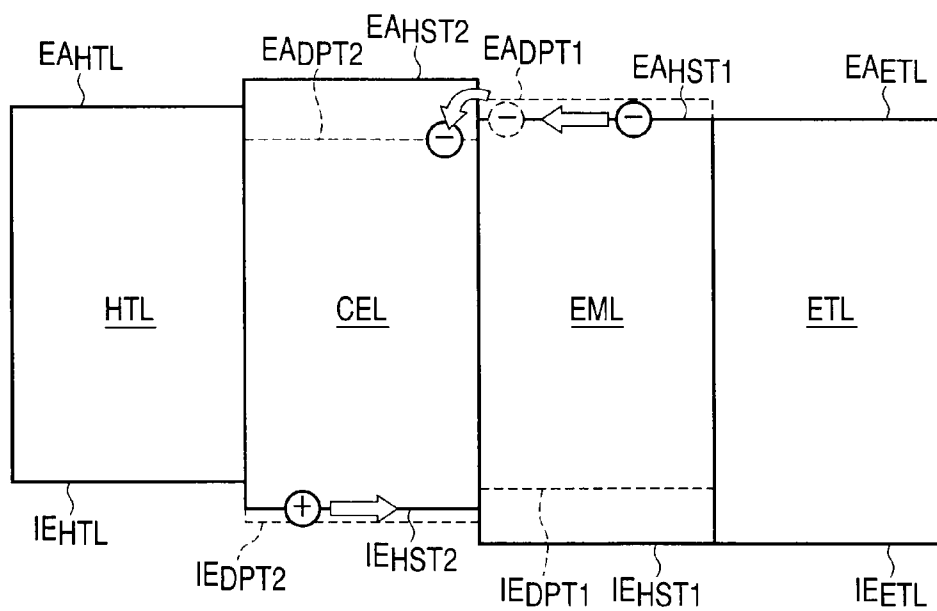 EAHTL
EADPT2
EAHST2
EADPT1
EAHST1
EAETL
−
−
−
HTL
CEL
EML
ETL
+
IEHTL
IEDPT2
IEHST2
IEDPT1
IEHST1
IEETL